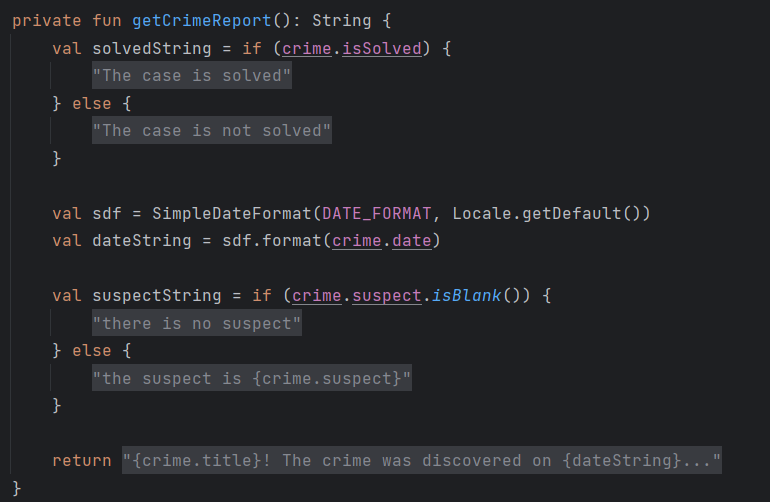 private fun getCrimeReport(): String {
    val solvedString = if (crime.isSolved) {
        "The case is solved"
    } else {
        "The case is not solved"
    }

    val sdf = SimpleDateFormat(DATE_FORMAT, Locale.getDefault())
    val dateString = sdf.format(crime.date)

    val suspectString = if (crime.suspect.isBlank()) {
        "there is no suspect"
    } else {
        "the suspect is {crime.suspect}"
    }

    return "{crime.title}! The crime was discovered on {dateString}..."
}